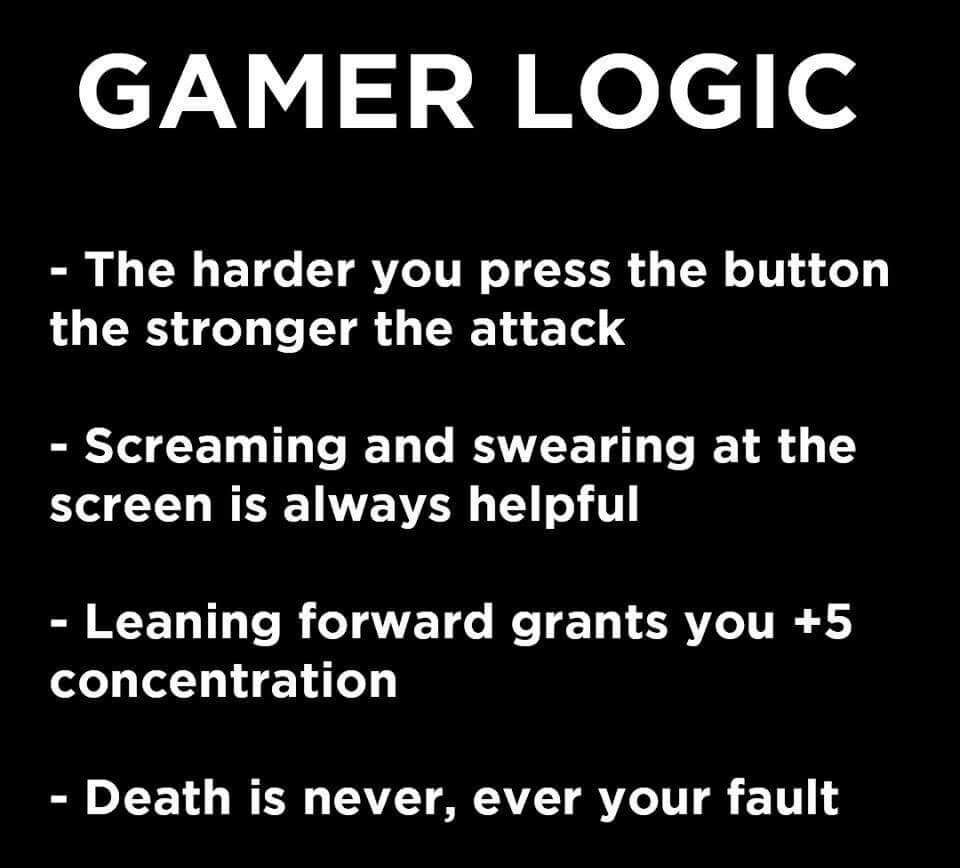 GAMER LOGIC
- The harder you press the button
the stronger the attack
- Screaming and swearing at the
screen is always helpful
- Leaning forward grants you +5
concentration
- Death is never, ever your fault